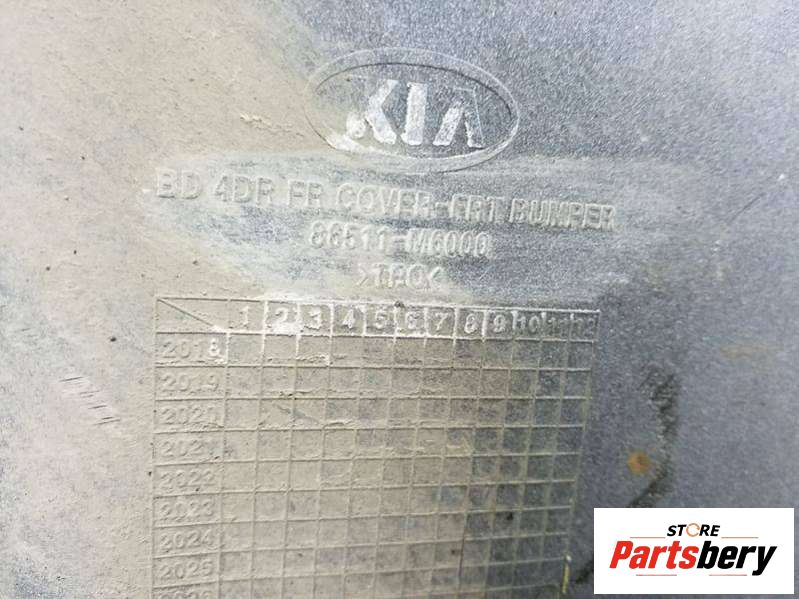 KIA
BD 4DR FR COVER-FRT BUMPER
86511-M6000
>TPO<
1 2 3 4 5 6 7 8 9 10 11 12
2018
2019
2020
2021
2022
2023
2024
2025
STORE
Partsbery